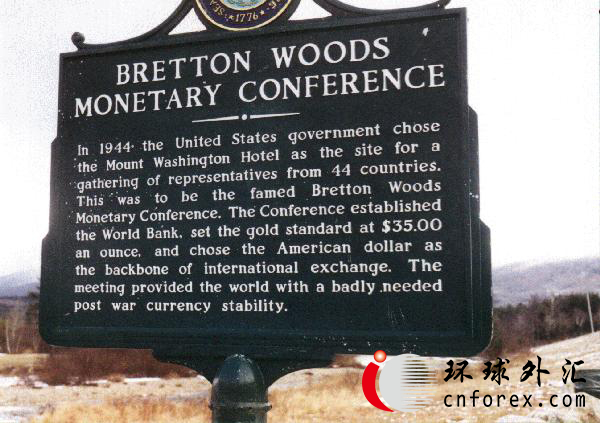 1776
BRETTON WOODS
MONETARY CONFERENCE
In 1944 the United States government chose
the Mount Washington Hotel as the site for a
gathering of representatives from 44 countries.
This was to be the famed Bretton Woods
Monetary Conference. The Conference established
the World Bank, set the gold standard at $35.00
an ounce, and chose the American dollar as
the backbone of international exchange. The
meeting provided the world with a badly needed
post war currency stability.
环球外汇
cnforex.com